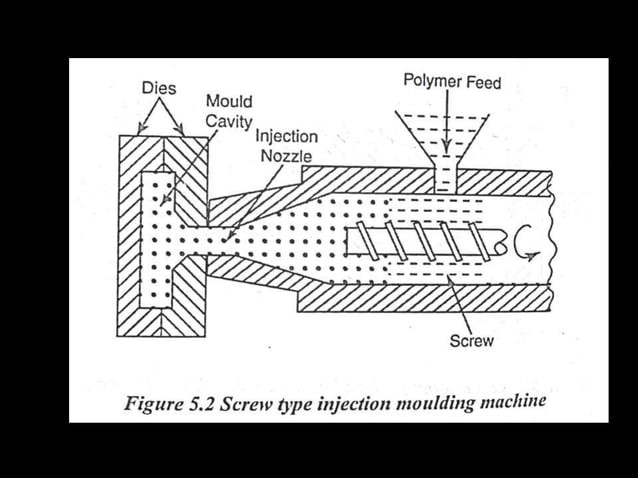 Dies
Mould
Cavity
Injection
Nozzle
Polymer Feed
Screw
Figure 5.2 Screw type injection moulding machine